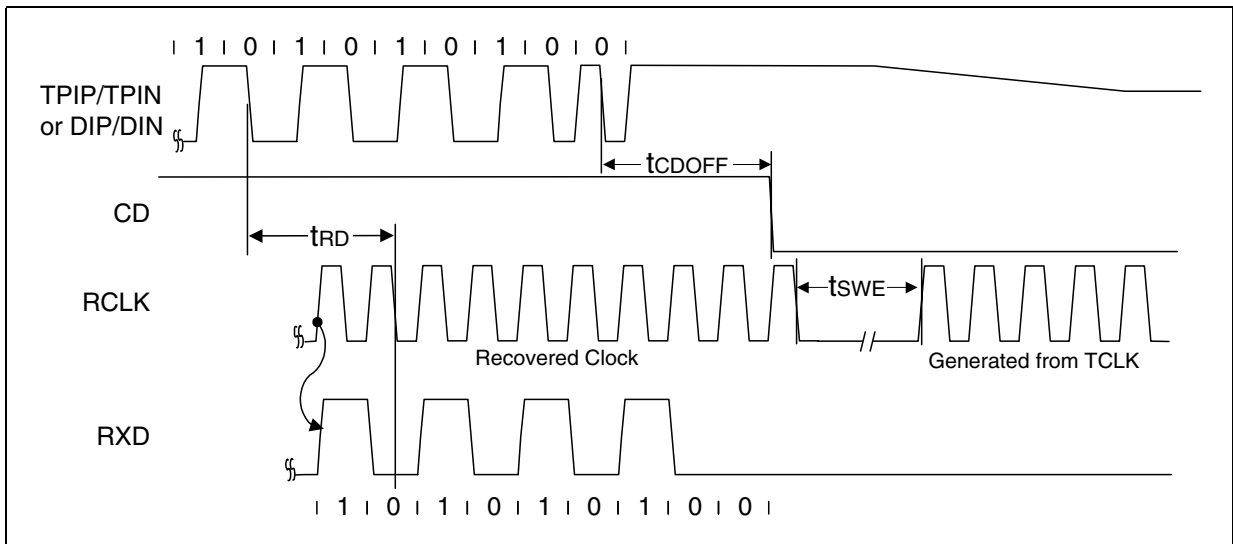 1 0 1 0 1 0 1 0 0
TPIP/TPIN
or DIP/DIN
tCDOFF
CD
tRD
RCLK
tSWE
Recovered Clock
Generated from TCLK
RXD
1 0 1 0 1 0 1 0 0